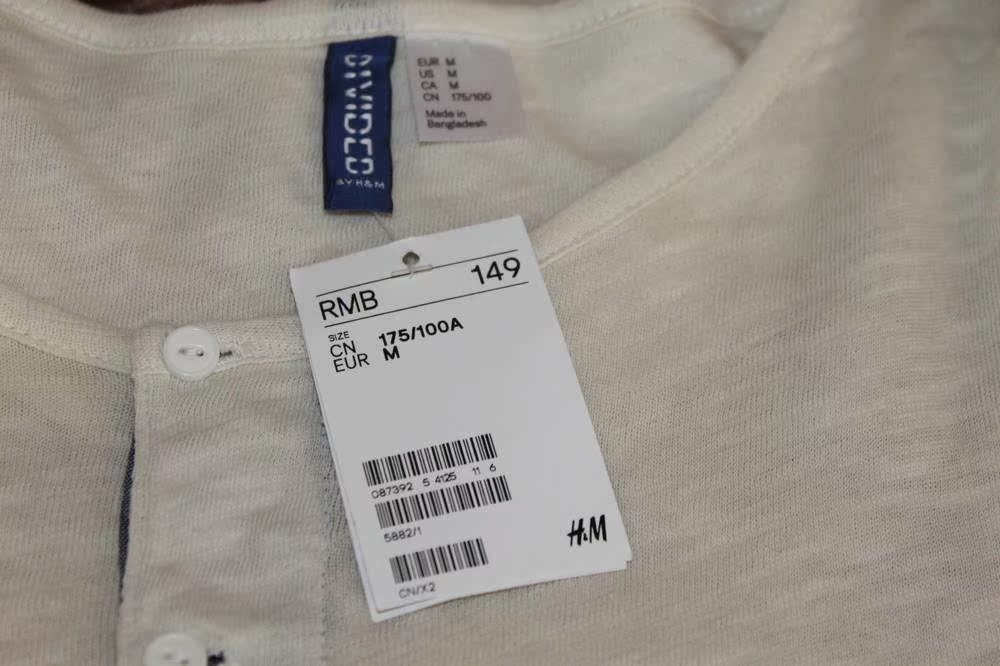 DIVIDED
BY H&M
EUR M
US M
CA M
CN 175/100
Made in
Bangladesh
RMB 149
SIZE
CN 175/100A
EUR M
087392 5 4125 11 6
5882/1
CN/X2
H&M